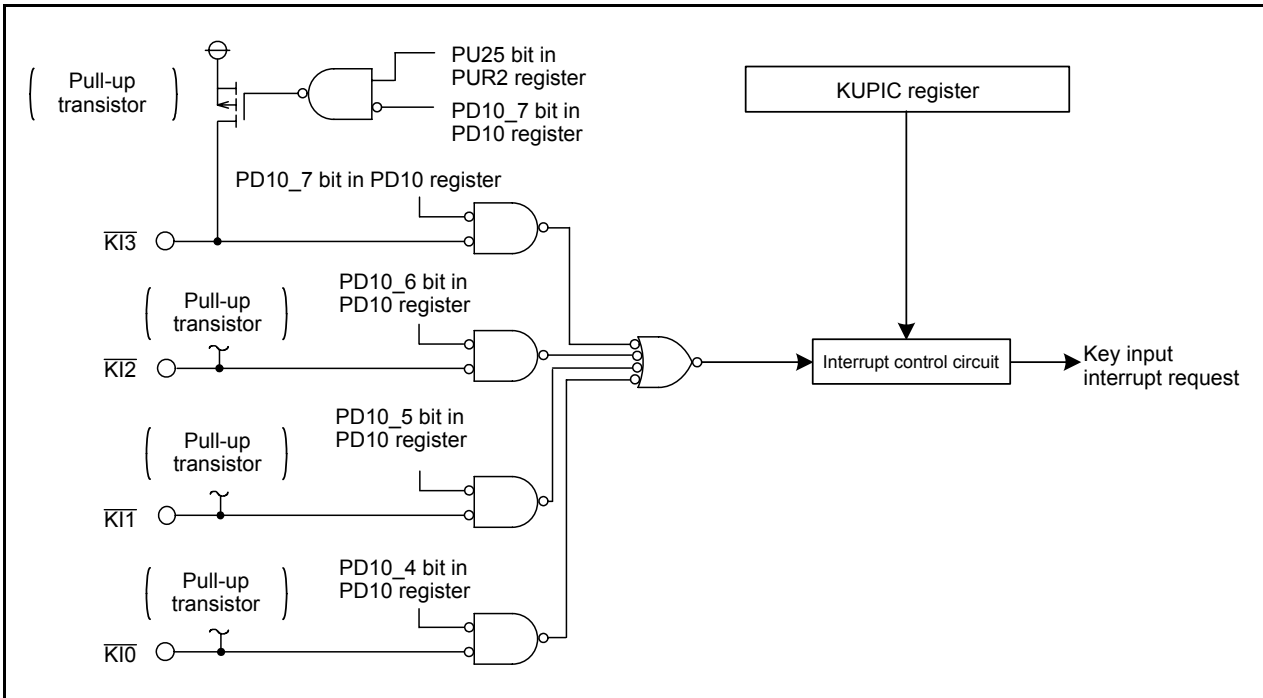 Pull-up
transistor
PU25 bit in
PUR2 register
PD10_7 bit in
PD10 register
KUPIC register
PD10_7 bit in PD10 register
KI3
Pull-up
transistor
PD10_6 bit in
PD10 register
KI2
Interrupt control circuit
Key input
interrupt request
Pull-up
transistor
PD10_5 bit in
PD10 register
KI1
Pull-up
transistor
PD10_4 bit in
PD10 register
KI0